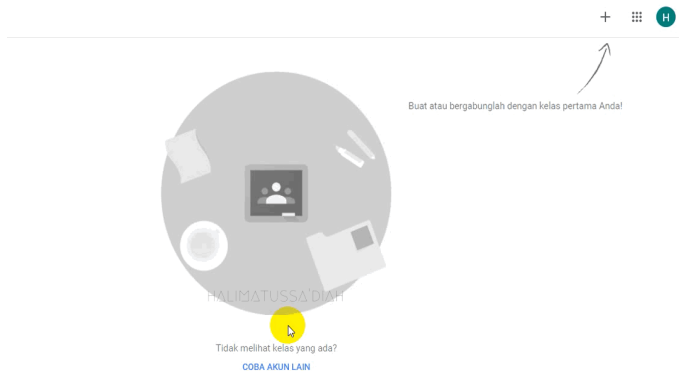 H
Buat atau bergabunglah dengan kelas pertama Anda!
HALIMATUSSA'DIAH
Tidak melihat kelas yang ada?
COBA AKUN LAIN